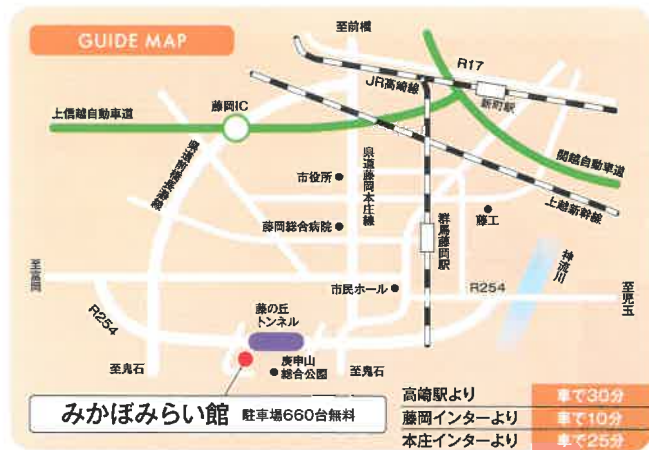 GUIDE MAP
至前橋
R17
JR高崎線
新町駅
藤岡IC
上信越自動車道
関越自動車道
県道前橋長瀞線
県道藤岡本庄線
上越新幹線
市役所
藤岡総合病院
群馬藤岡駅
藤工
神流川
至富岡
市民ホール
R254
至児玉
R254
藤の丘
トンネル
庚申山
総合公園
至鬼石
至鬼石
みかぼみらい館 駐車場660台無料
高崎駅より 車で30分
藤岡インターより 車で10分
本庄インターより 車で25分